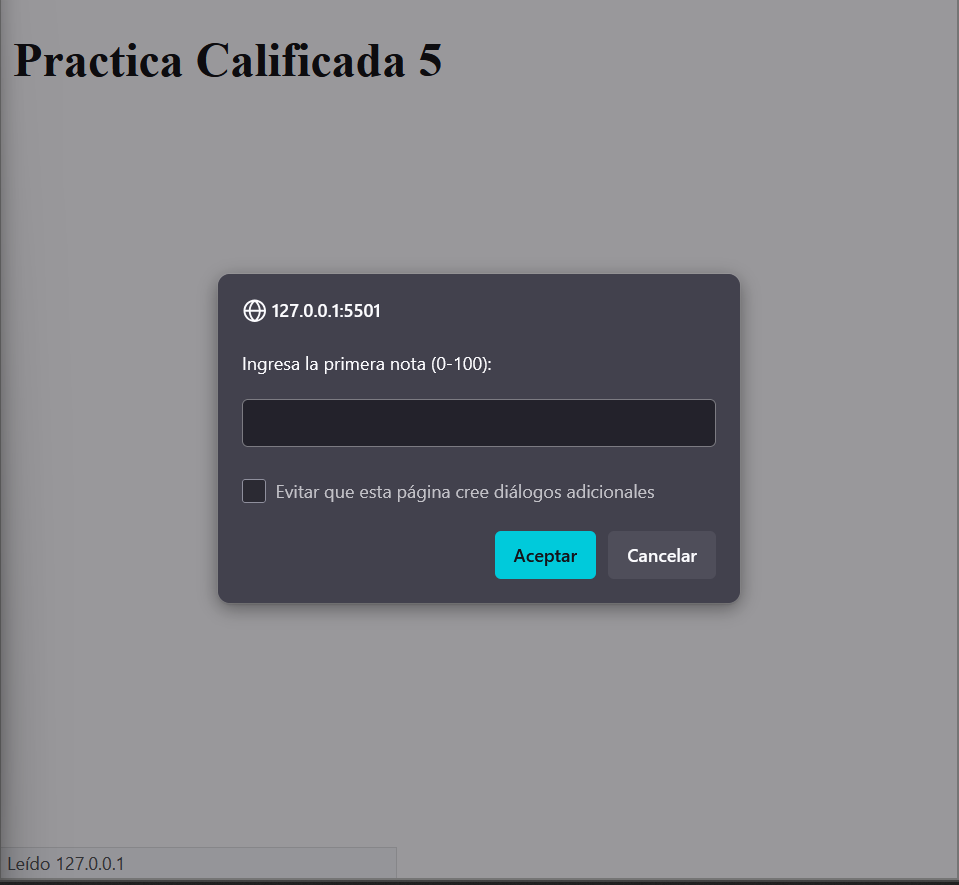 Practica Calificada 5
127.0.0.1:5501
Ingresa la primera nota (0-100):
Evitar que esta página cree diálogos adicionales
Aceptar
Cancelar
Leído 127.0.0.1